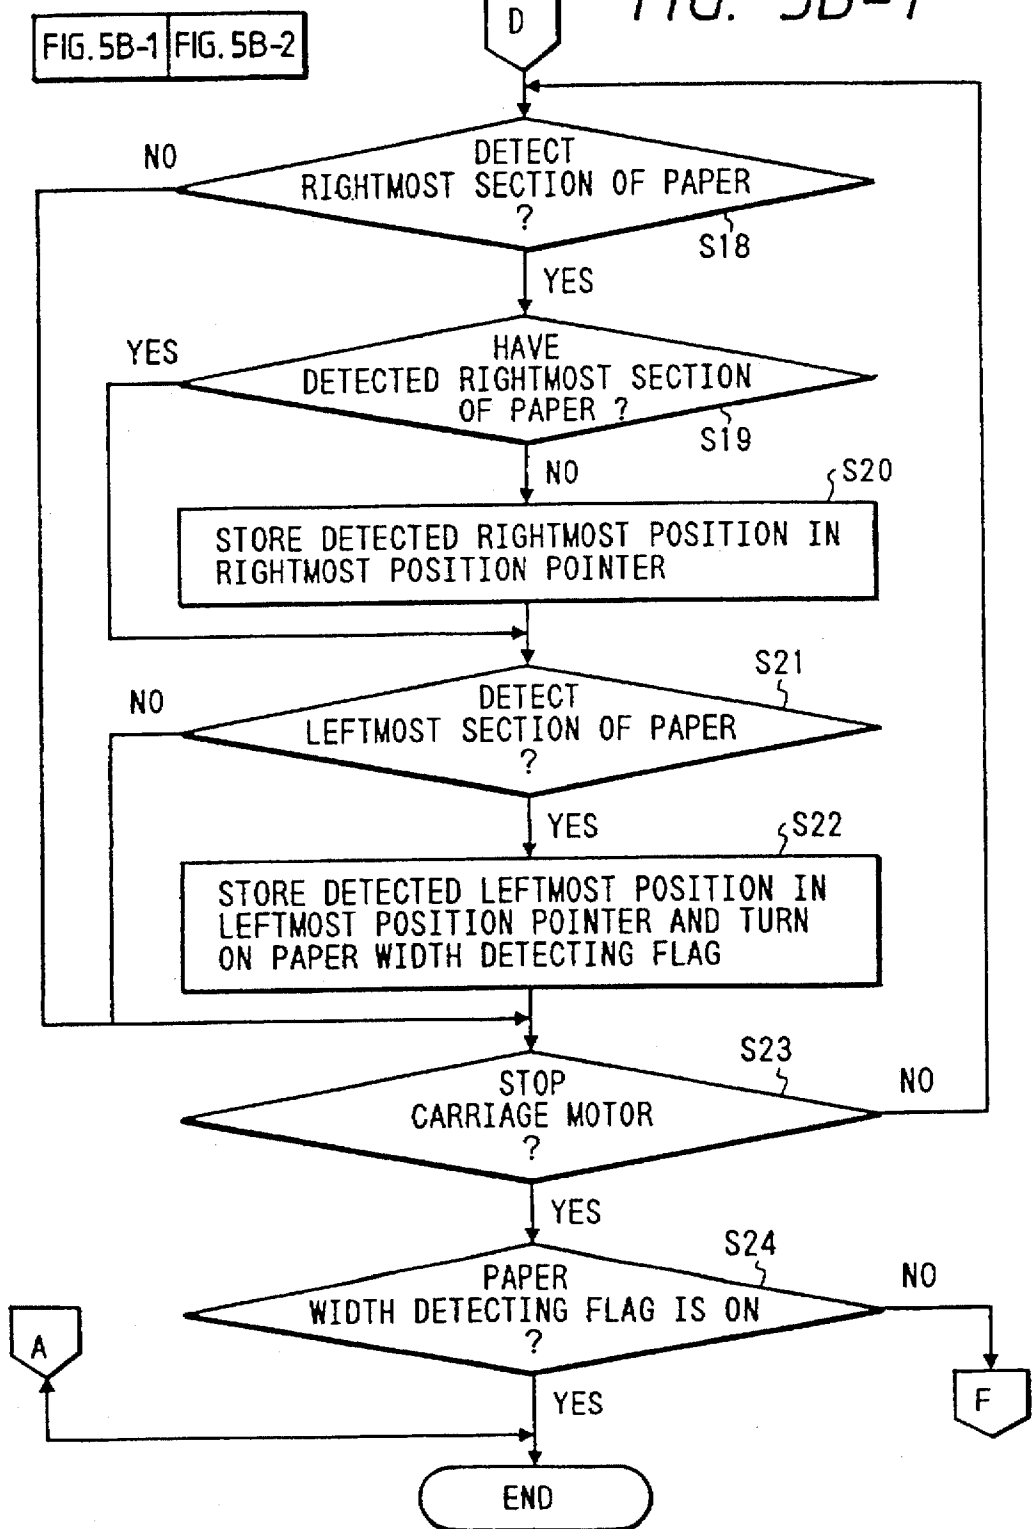 FIG. 5B-1
FIG. 5B-1 FIG. 5B-2
D
DETECT
RIGHTMOST SECTION OF PAPER
?
NO
S18
YES
HAVE
DETECTED RIGHTMOST SECTION
OF PAPER ?
YES
S19
NO
S20
STORE DETECTED RIGHTMOST POSITION IN
RIGHTMOST POSITION POINTER
S21
DETECT
LEFTMOST SECTION OF PAPER
?
NO
YES
S22
STORE DETECTED LEFTMOST POSITION IN
LEFTMOST POSITION POINTER AND TURN
ON PAPER WIDTH DETECTING FLAG
S23
STOP
CARRIAGE MOTOR
?
NO
YES
S24
PAPER
WIDTH DETECTING FLAG IS ON
?
NO
A
F
YES
END